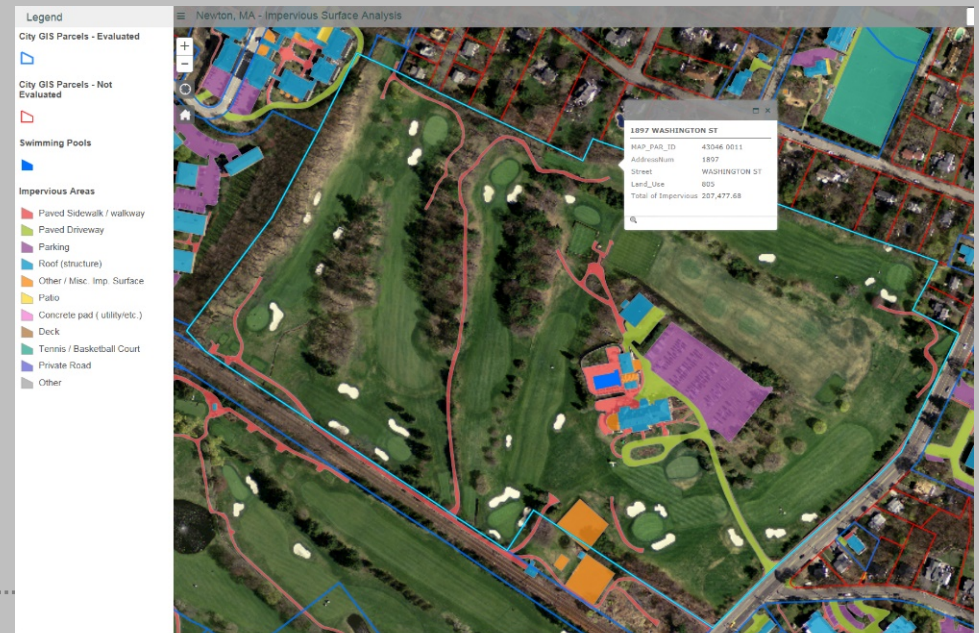 Legend
Newton, MA - Impervious Surface Analysis
City GIS Parcels - Evaluated
City GIS Parcels - Not
Evaluated
Swimming Pools
Impervious Areas
Paved Sidewalk / walkway
Paved Driveway
Parking
Roof (structure)
Other / Misc. Imp. Surface
Patio
Concrete pad ( utility/etc.)
Deck
Tennis / Basketball Court
Private Road
Other
1897 WASHINGTON ST
MAP_PAR_ID 43046 0011
AddressNum 1897
Street WASHINGTON ST
Land_Use 805
Total of Impervious 207,477.68